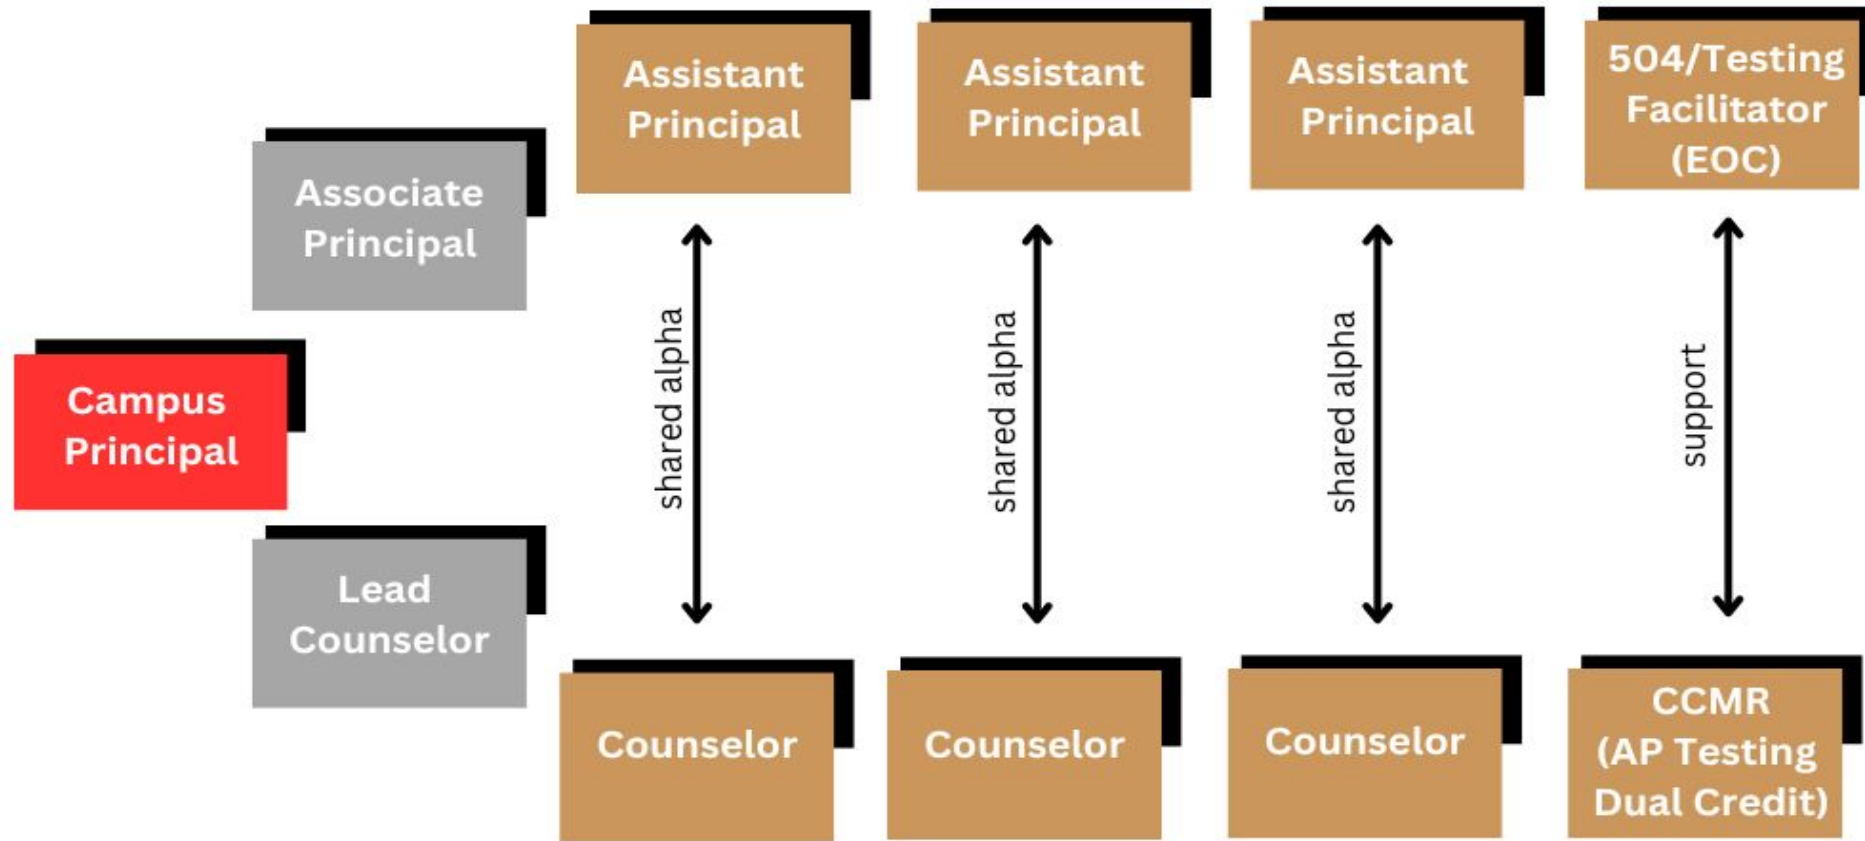 Assistant
Principal
Assistant
Principal
Assistant
Principal
504/Testing
Facilitator
(EOC)
Associate
Principal
shared alpha
shared alpha
shared alpha
support
Campus
Principal
Lead
Counselor
Counselor
Counselor
Counselor
CCMR
(AP Testing
Dual Credit)